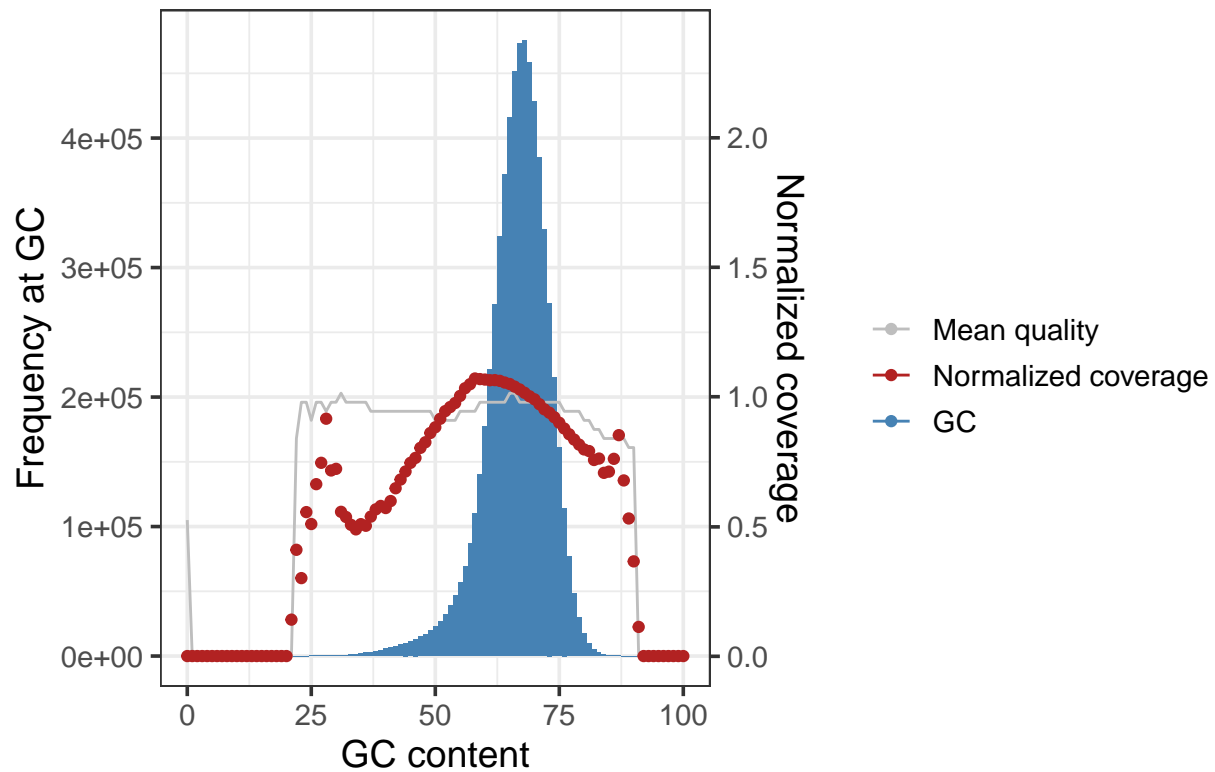 Frequency at GC
4e+05
3e+05
2e+05
1e+05
0e+00
2.0
1.5
1.0
0.5
0.0
Normalized coverage
0 25 50 75 100
GC content
Mean quality
Normalized coverage
GC